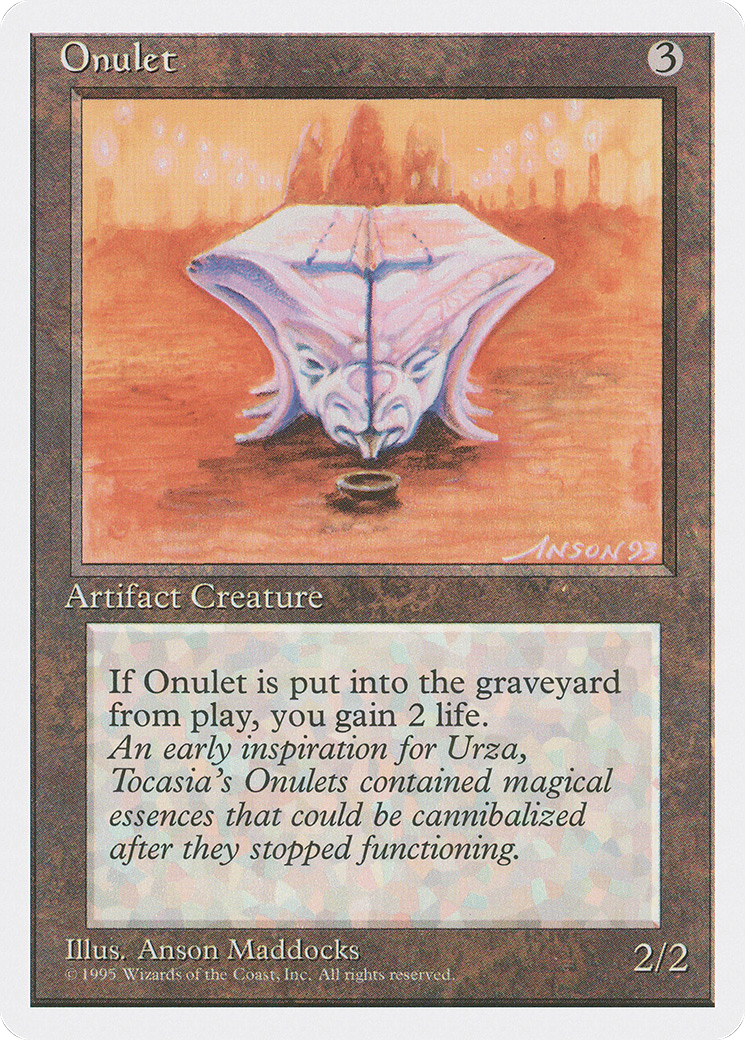 Onulet
3
ANSON 93
Artifact Creature
If Onulet is put into the graveyard
from play, you gain 2 life.
An early inspiration for Urza,
Tocasia's Onulets contained magical
essences that could be cannibalized
after they stopped functioning.
Illus. Anson Maddocks
© 1995 Wizards of the Coast, Inc. All rights reserved.
2/2